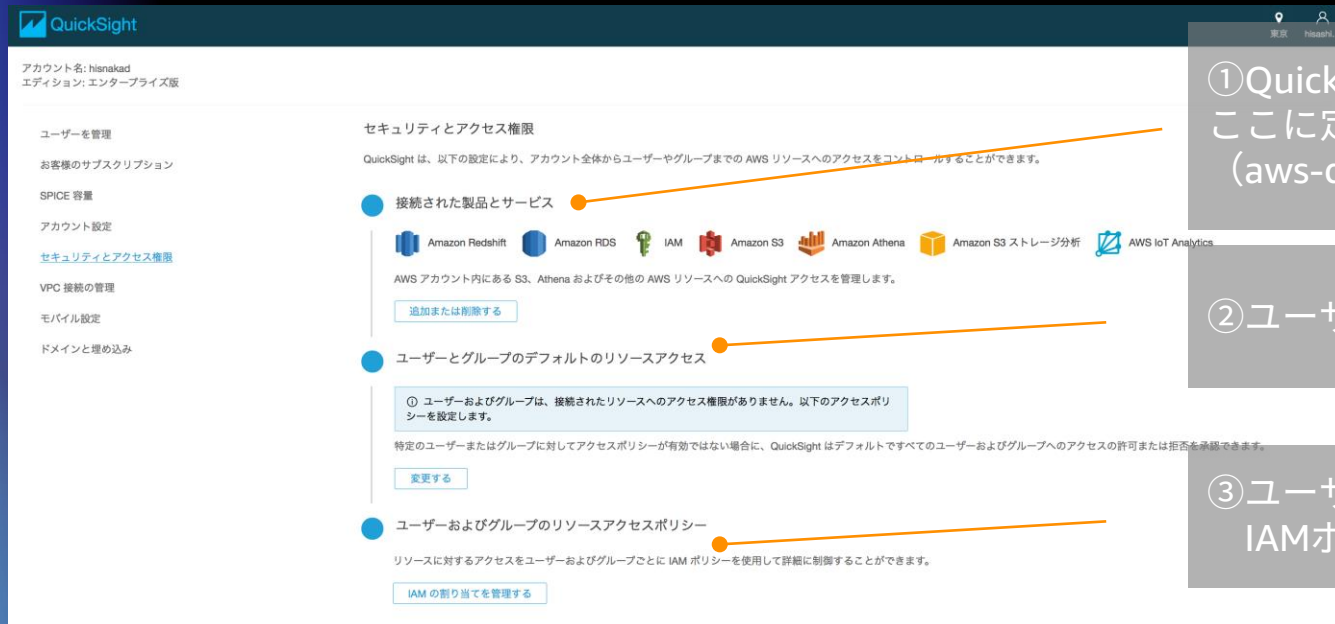 QuickSight
東京 hisashi.
アカウント名: hisnakad
エディション: エンタープライズ版
ユーザーを管理
お客様のサブスクリプション
SPICE 容量
アカウント設定
セキュリティとアクセス権限
VPC 接続の管理
モバイル設定
ドメインと埋め込み
セキュリティとアクセス権限
QuickSight は、以下の設定により、アカウント全体からユーザーやグループまでの AWS リソースへのアクセスをコントロールすることができます。
接続された製品とサービス
Amazon Redshift Amazon RDS IAM Amazon S3 Amazon Athena Amazon S3 ストレージ分析 AWS IoT Analytics
AWS アカウント内にある S3、Athena およびその他の AWS リソースへの QuickSight アクセスを管理します。
追加または削除する
ユーザーとグループのデフォルトのリソースアクセス
ユーザーおよびグループは、接続されたリソースへのアクセス権限がありません。以下のアクセスポリ
シーを設定します。
特定のユーザーまたはグループに対してアクセスポリシーが有効ではない場合に、QuickSight はデフォルトですべてのユーザーおよびグループへのアクセスの許可または拒否を承認できます。
変更する
ユーザーおよびグループのリソースアクセスポリシー
リソースに対するアクセスをユーザーおよびグループごとに IAM ポリシーを使用して詳細に制御することができます。
IAM の割り当てを管理する
①Quick
ここに
（aws-
②ユー
③ユー
IAM